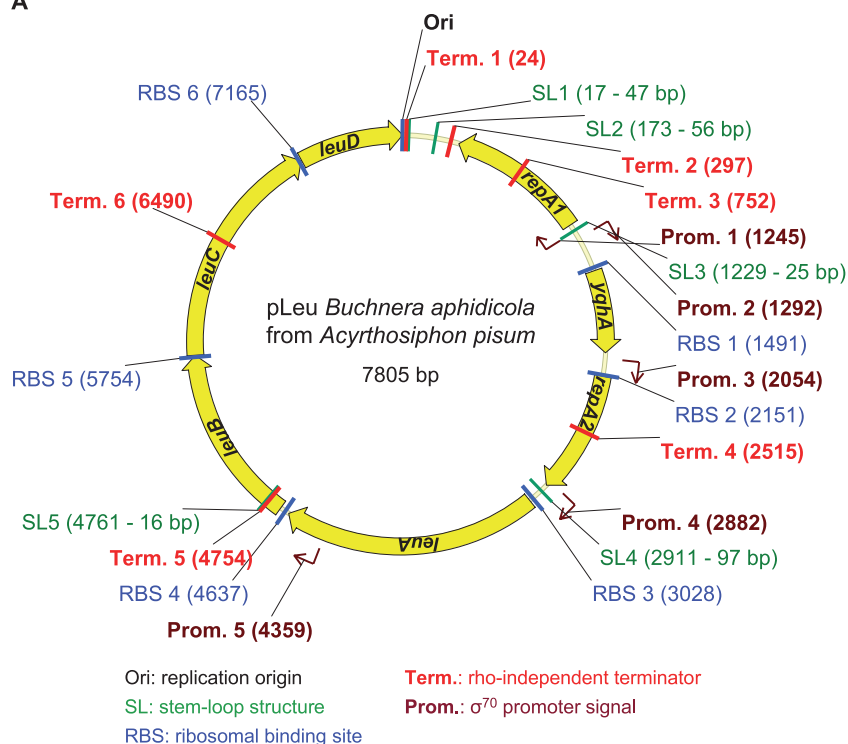 A
Ori
Term. 1 (24)
RBS 6 (7165)
SL1 (17 - 47 bp)
SL2 (173 - 56 bp)
leuD
Term. 2 (297)
Term. 6 (6490)
repA1
Term. 3 (752)
Prom. 1 (1245)
leuC
SL3 (1229 - 25 bp)
pLeu Buchnera aphidicola
from Acyrthosiphon pisum
7805 bp
yqhA
Prom. 2 (1292)
RBS 1 (1491)
RBS 5 (5754)
Prom. 3 (2054)
repA2
RBS 2 (2151)
leuB
Term. 4 (2515)
SL5 (4761 - 16 bp)
Prom. 4 (2882)
leuA
Term. 5 (4754)
SL4 (2911 - 97 bp)
RBS 4 (4637)
RBS 3 (3028)
Prom. 5 (4359)
Ori: replication origin
Term.: rho-independent terminator
SL: stem-loop structure
Prom.: σ70 promoter signal
RBS: ribosomal binding site